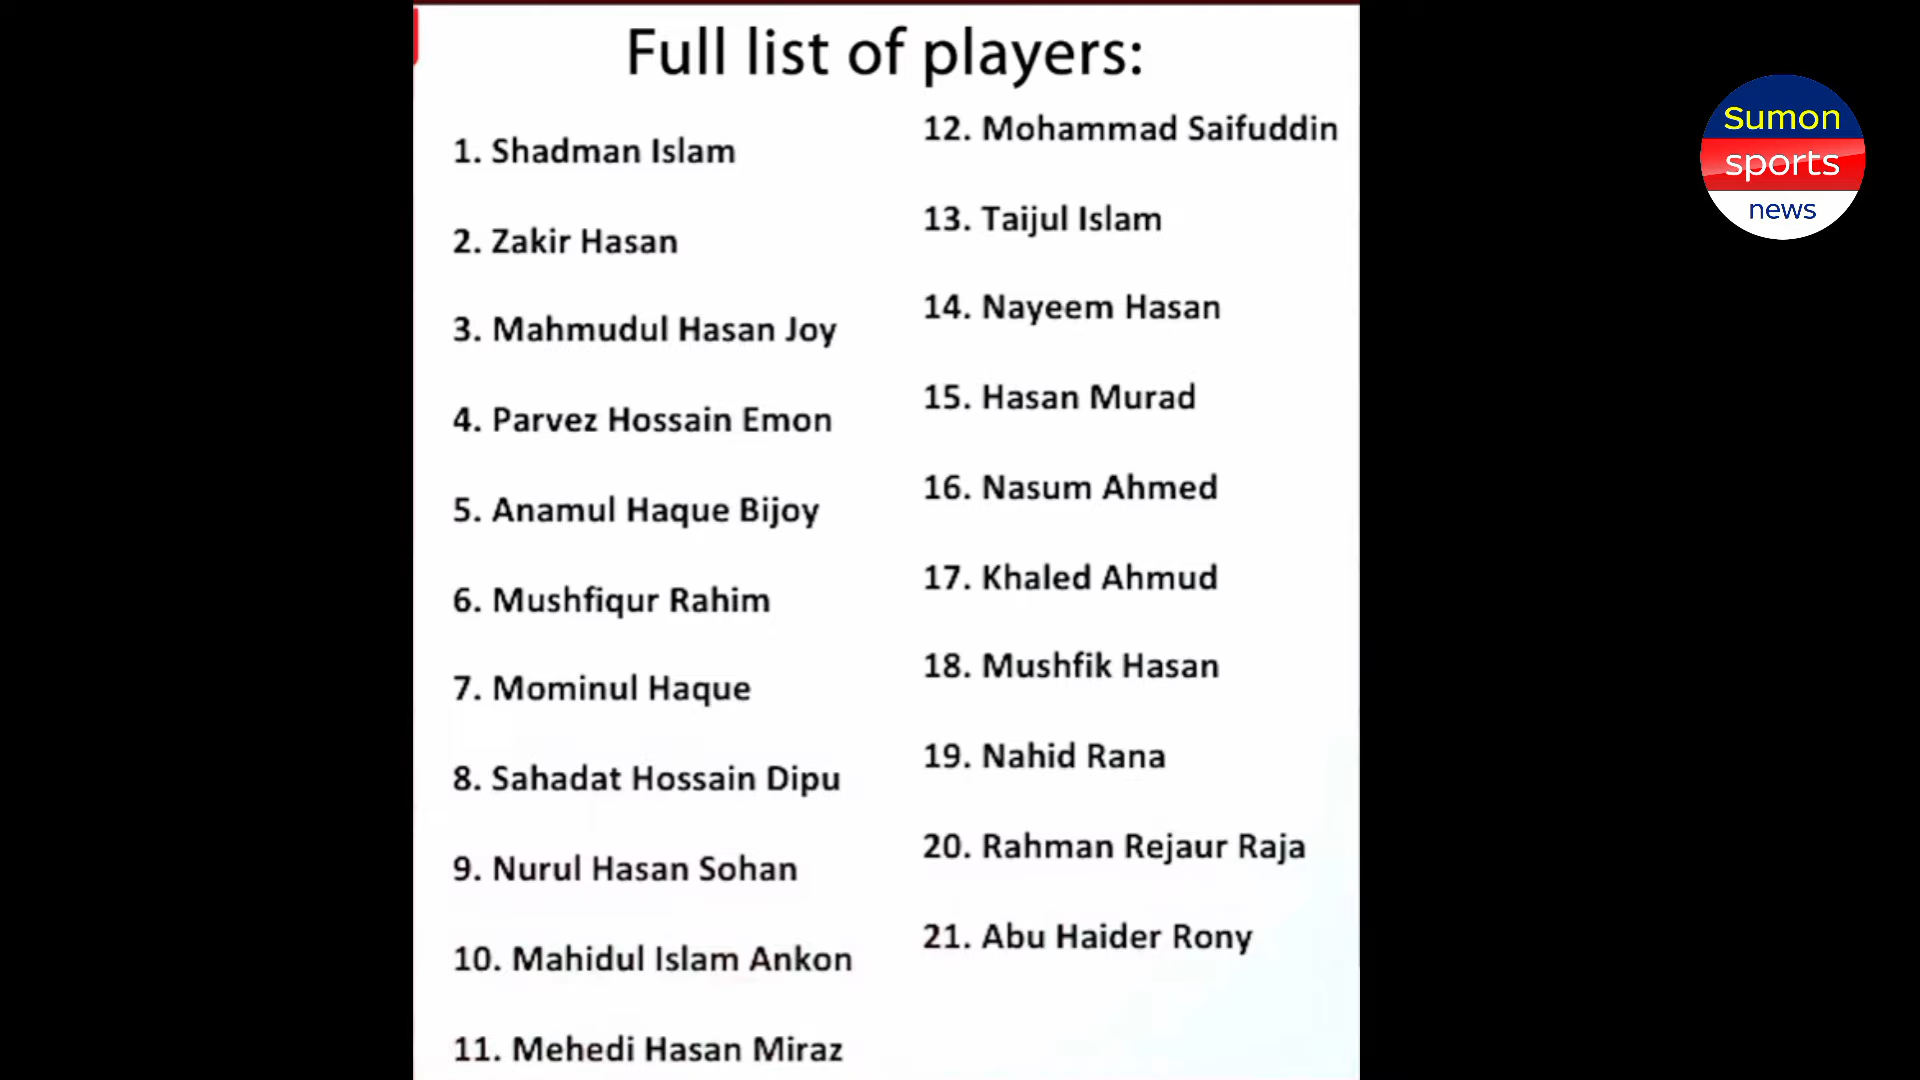 Full list of players:
1. Shadman Islam
2. Zakir Hasan
3. Mahmudul Hasan Joy
4. Parvez Hossain Emon
5. Anamul Haque Bijoy
6. Mushfiqur Rahim
7. Mominul Haque
8. Sahadat Hossain Dipu
9. Nurul Hasan Sohan
10. Mahidul Islam Ankon
11. Mehedi Hasan Miraz
12. Mohammad Saifuddin
13. Taijul Islam
14. Nayeem Hasan
15. Hasan Murad
16. Nasum Ahmed
17. Khaled Ahmud
18. Mushfik Hasan
19. Nahid Rana
20. Rahman Rejaur Raja
21. Abu Haider Rony
Sumon
sports
news